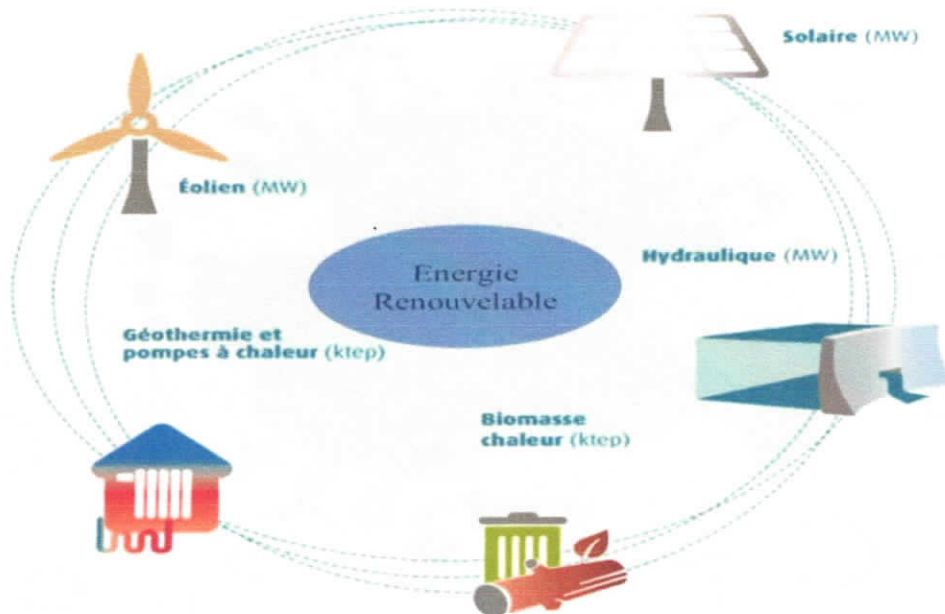 Solaire (MW)
Éolien (MW)
Energie
Renouvelable
Hydraulique (MW)
Géothermie et
pompes à chaleur (ktep)
Biomasse
chaleur (ktep)